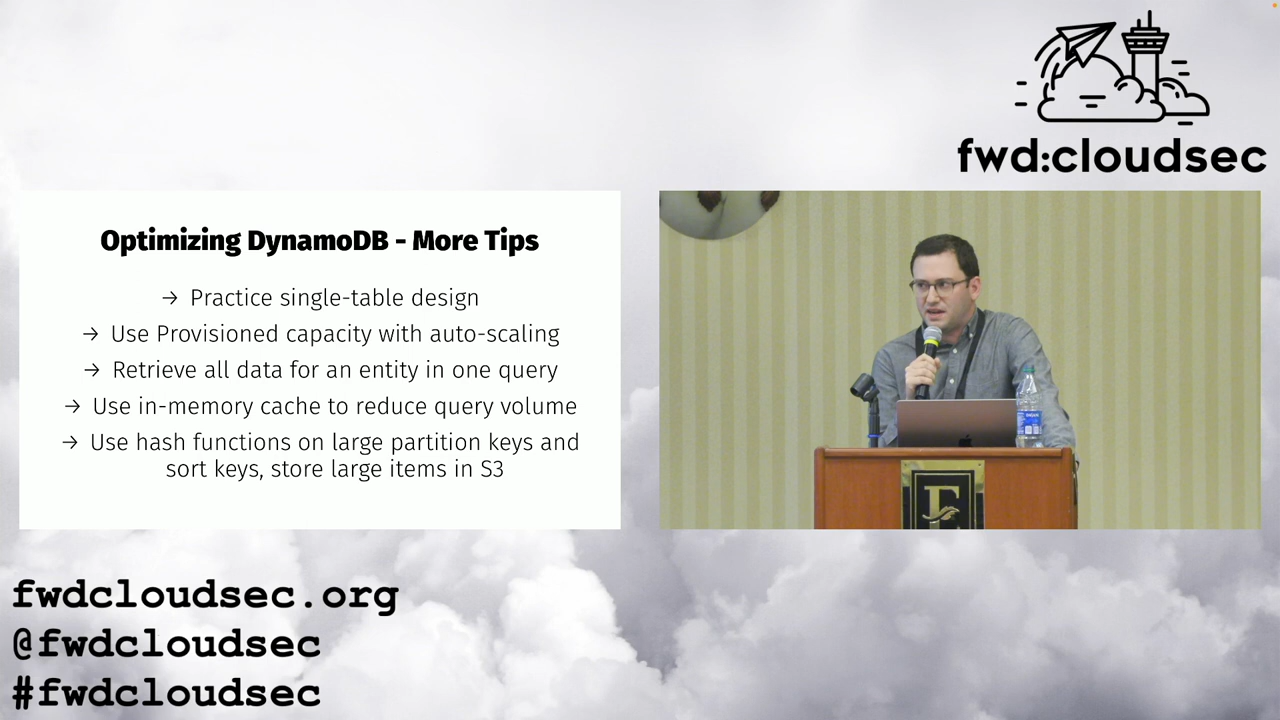 fwd:cloudsec
Optimizing DynamoDB - More Tips
→ Practice single-table design
→ Use Provisioned capacity with auto-scaling
→ Retrieve all data for an entity in one query
→ Use in-memory cache to reduce query volume
→ Use hash functions on large partition keys and
sort keys, store large items in S3
E
fwdcloudsec.org
@fwdcloudsec
#fwdcloudsec